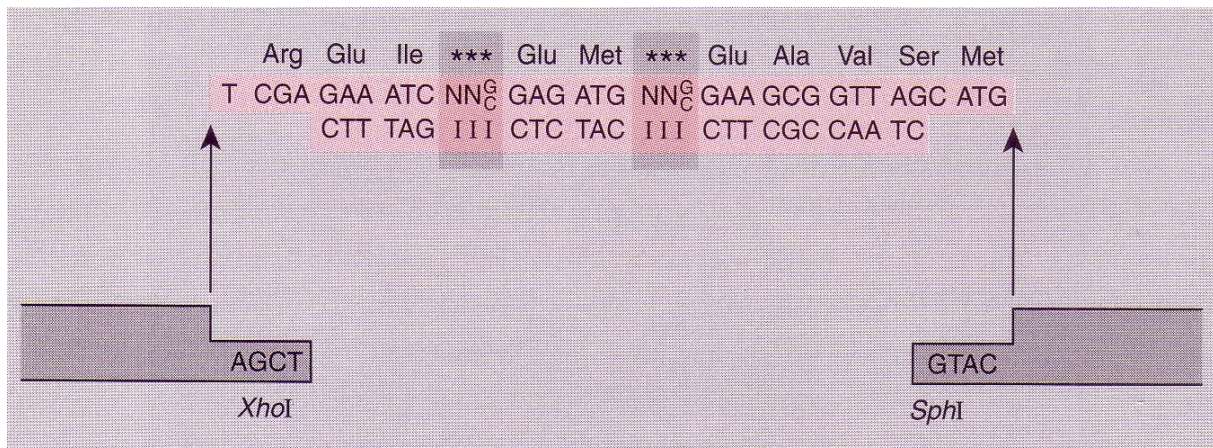 Arg Glu Ile *** Glu Met *** Glu Ala Val Ser Met
T CGA GAA ATC NNG/C GAG ATG NNG/C GAA GCG GTT AGC ATG
CTT TAG III CTC TAC III CTT CGC CAA TC
AGCT GTAC
XhoI SphI